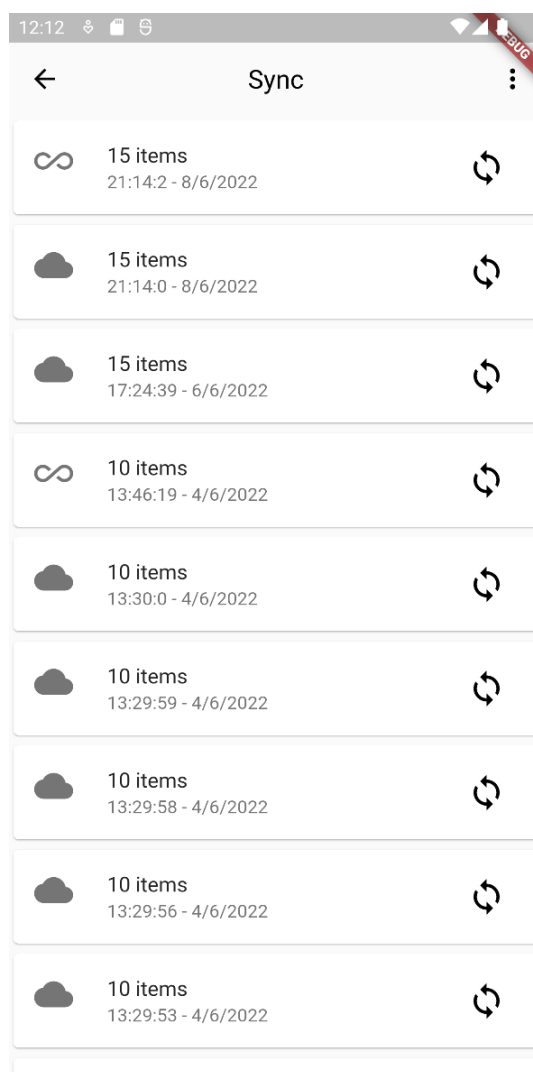 12:12
Sync
15 items
21:14:2 - 8/6/2022
15 items
21:14:0 - 8/6/2022
15 items
17:24:39 - 6/6/2022
10 items
13:46:19 - 4/6/2022
10 items
13:30:0 - 4/6/2022
10 items
13:29:59 - 4/6/2022
10 items
13:29:58 - 4/6/2022
10 items
13:29:56 - 4/6/2022
10 items
13:29:53 - 4/6/2022